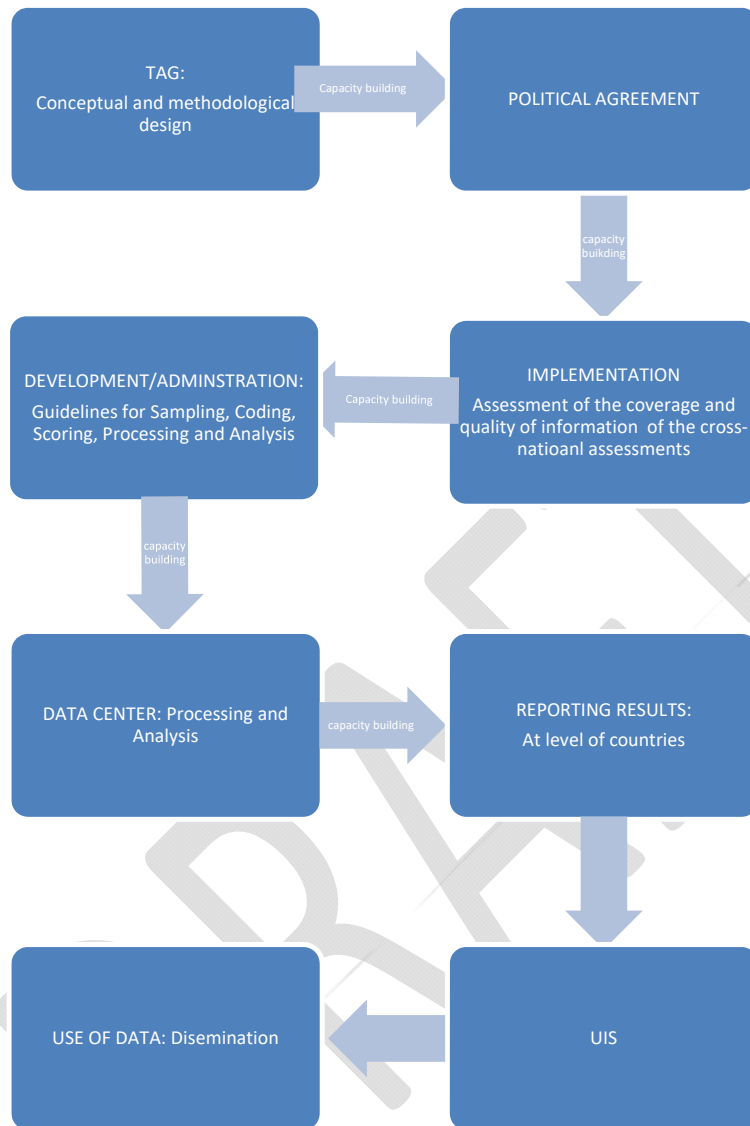 TAG:
Conceptual and methodological
design
Capacity building
POLITICAL AGREEMENT
capacity
buikding
IMPLEMENTATION
Assessment of the coverage and
quality of information of the cross-
natioanl assessments
Capacity building
DEVELOPMENT/ADMINSTRATION:
Guidelines for Sampling, Coding,
Scoring, Processing and Analysis
capacity
building
DATA CENTER: Processing and
Analysis
capacity building
REPORTING RESULTS:
At level of countries
UIS
USE OF DATA: Disemination